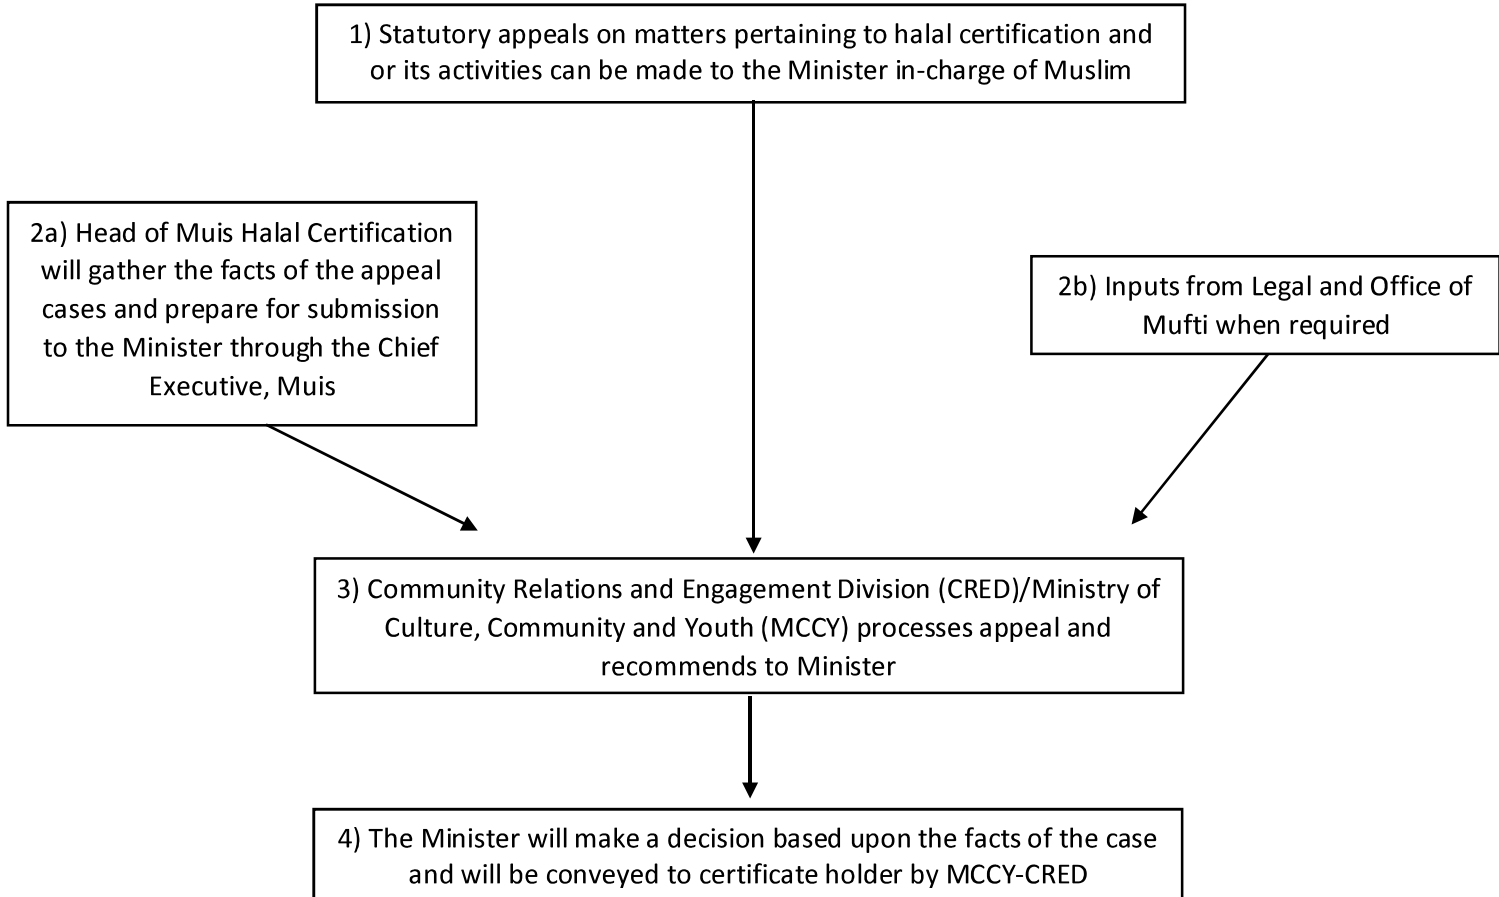 1) Statutory appeals on matters pertaining to halal certification and
or its activities can be made to the Minister in-charge of Muslim
2a) Head of Muis Halal Certification
will gather the facts of the appeal
cases and prepare for submission
to the Minister through the Chief
Executive, Muis
2b) Inputs from Legal and Office of
Mufti when required
3) Community Relations and Engagement Division (CRED)/Ministry of
Culture, Community and Youth (MCCY) processes appeal and
recommends to Minister
4) The Minister will make a decision based upon the facts of the case
and will be conveyed to certificate holder by MCCY-CRED